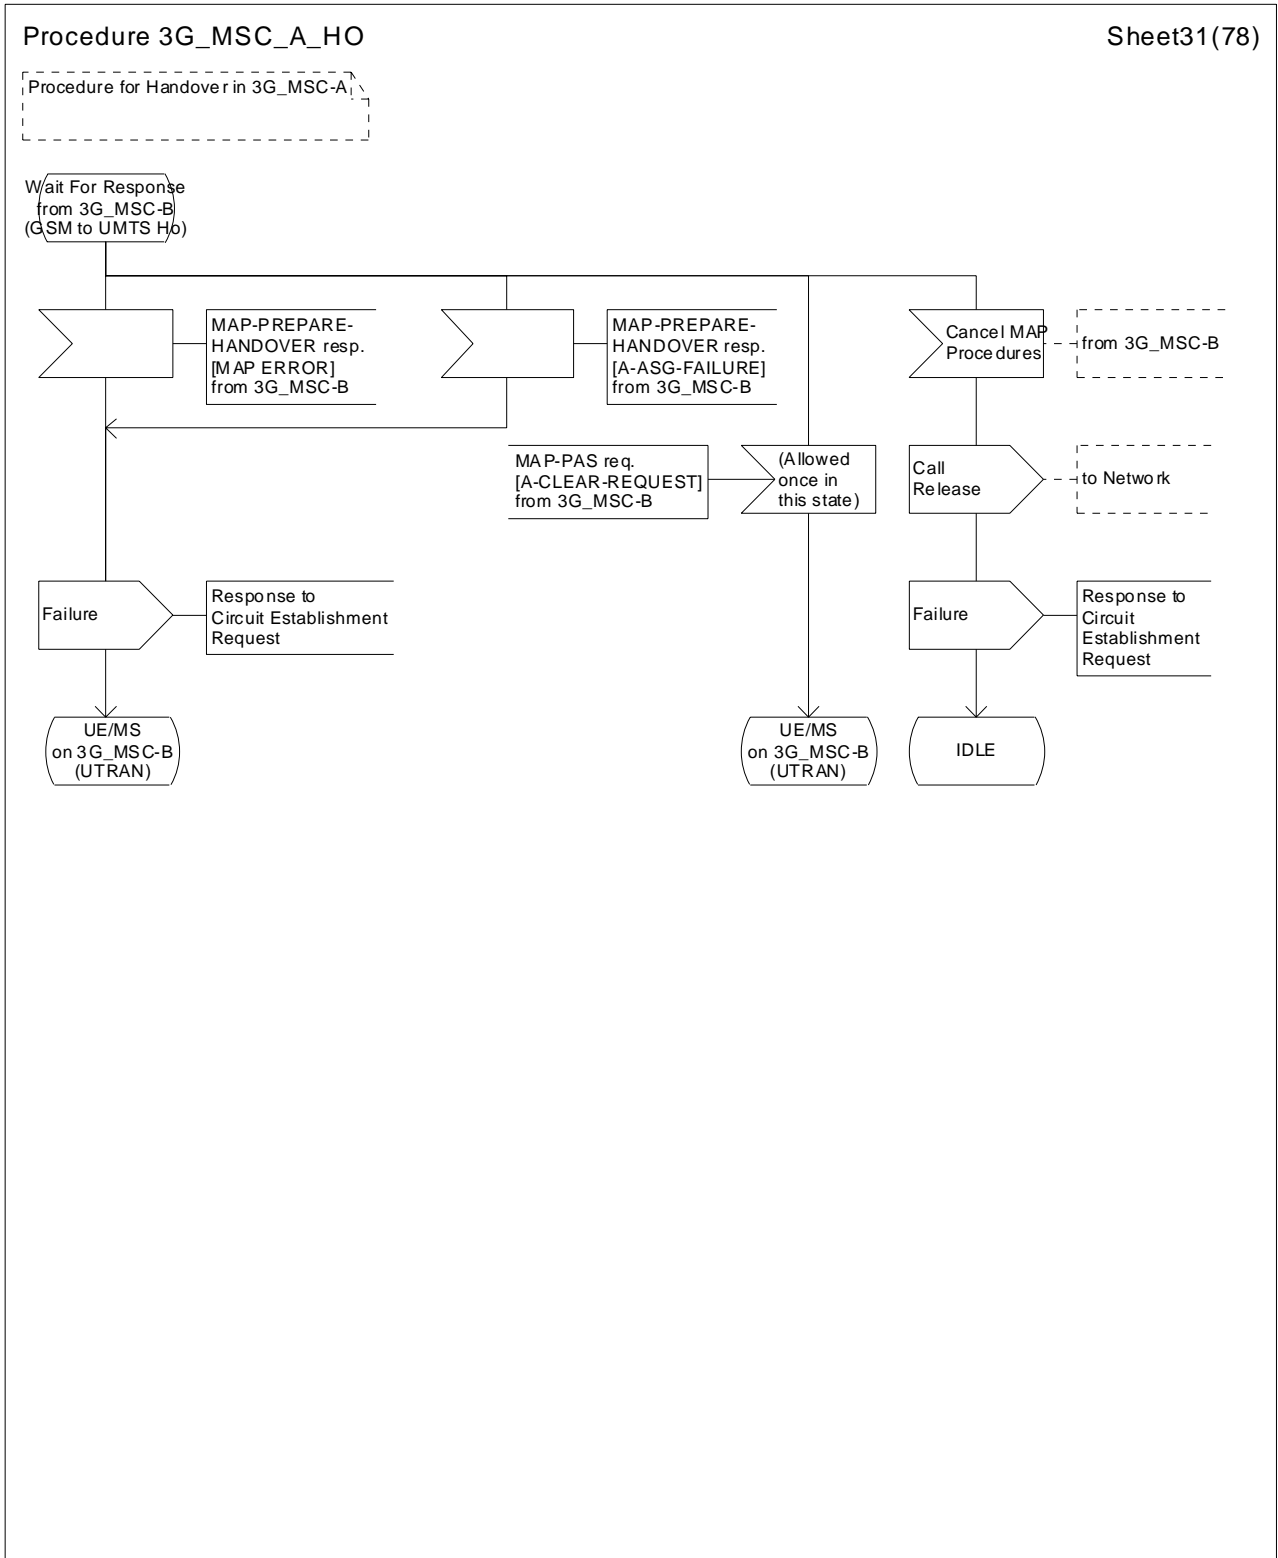 Procedure 3G_MSC_A_HO
Sheet31(78)
Procedure for Handover in 3G_MSC-A
Wait For Response
from 3G_MSC-B
(GSM to UMTS Ho)
MAP-PREPARE-
HANDOVER resp.
[MAP ERROR]
from 3G_MSC-B
MAP-PREPARE-
HANDOVER resp.
[A-ASG-FAILURE]
from 3G_MSC-B
Cancel MAP
Procedures
from 3G_MSC-B
MAP-PAS req.
[A-CLEAR-REQUEST]
from 3G_MSC-B
(Allowed
once in
this state)
Call
Release
to Network
Failure
Response to
Circuit Establishment
Request
Failure
Response to
Circuit
Establishment
Request
UE/MS
on 3G_MSC-B
(UTRAN)
UE/MS
on 3G_MSC-B
(UTRAN)
IDLE